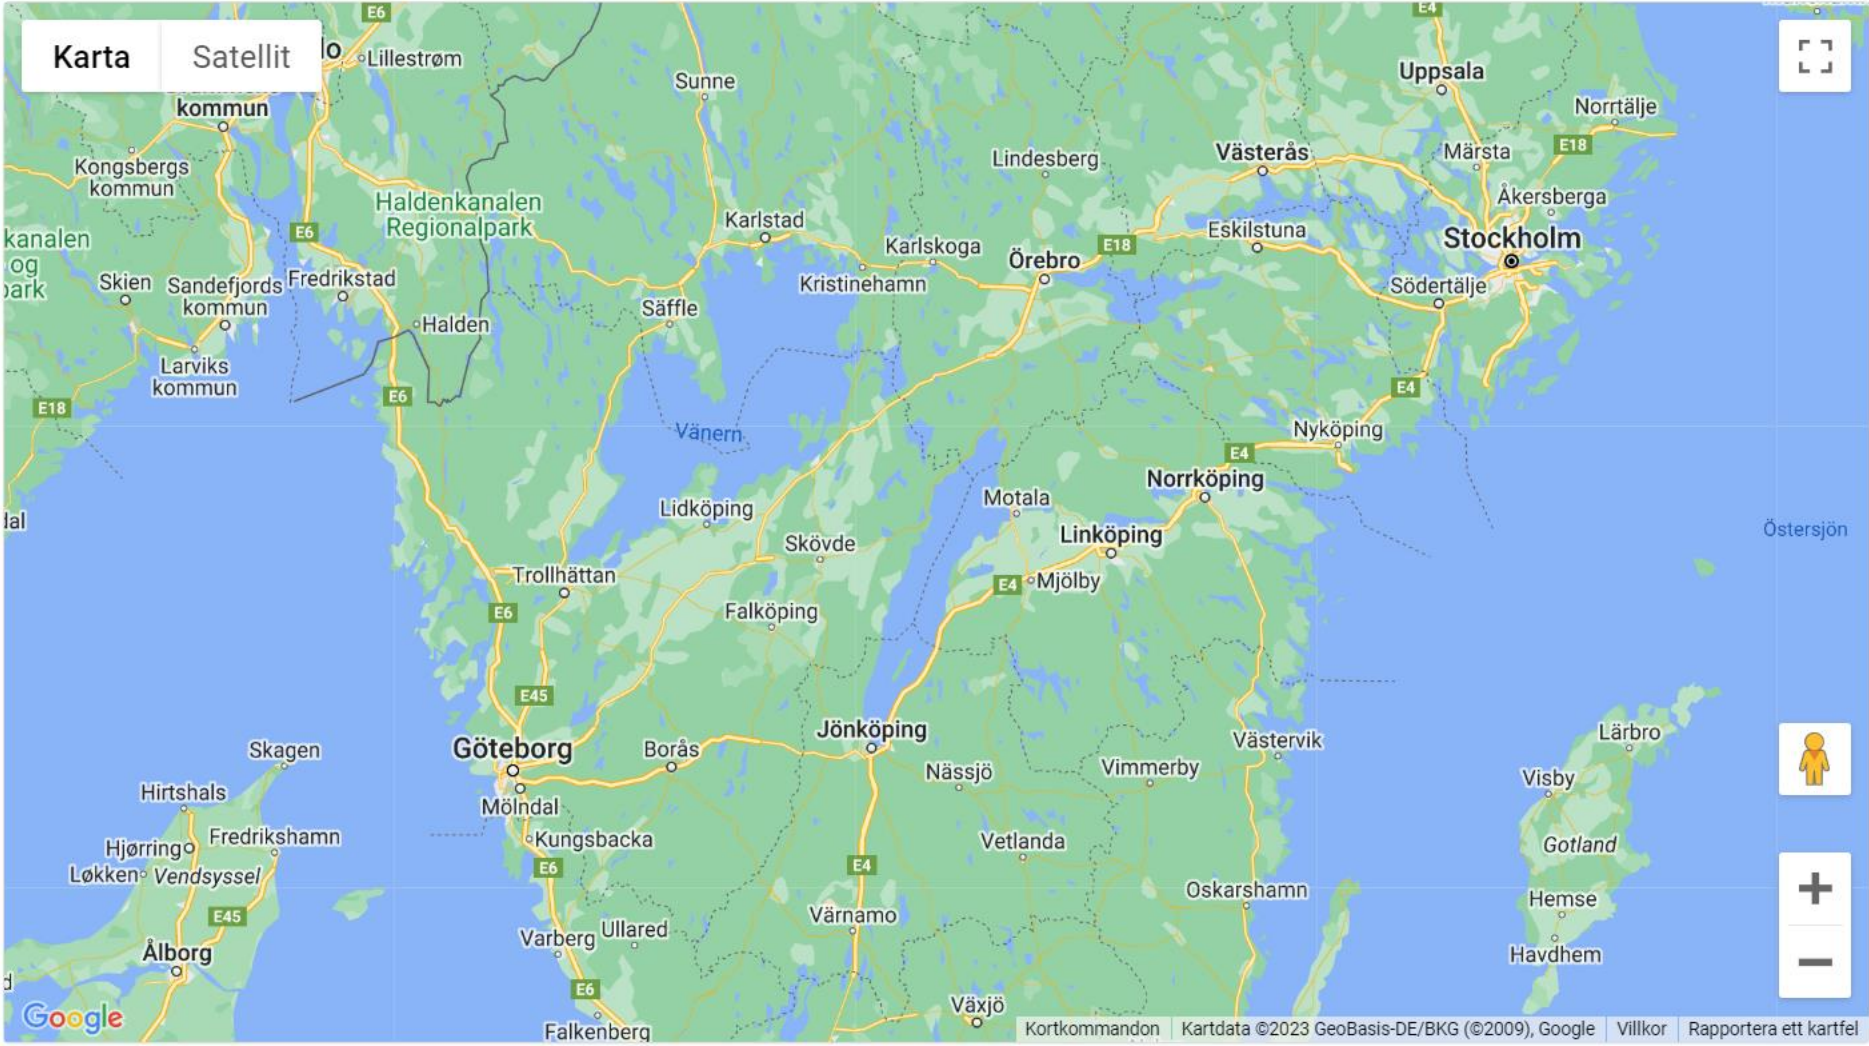 E6
E4
Karta
Satellit
lo
Lillestrøm
Sunne
Uppsala
kommun
Norrtälje
E18
Kongsbergs
kommun
Lindesberg
Västerås
Märsta
Haldenkanalen
Regionalpark
Åkersberga
Karlstad
E6
Karlskoga
E18
Eskilstuna
Stockholm
kanalen
og
park
Örebro
Skien
Sandefjords
kommun
Fredrikstad
Kristinehamn
Södertälje
Säffle
Halden
Larviks
kommun
E6
E4
E18
Vänern
Nyköping
E4
Norrköping
Motala
Lidköping
dal
Linköping
Östersjön
Skövde
Trollhättan
E4
Mjölby
E6
Falköping
E45
Jönköping
Lärbro
Göteborg
Borås
Västervik
Skagen
Nässjö
Vimmerby
Visby
Hirtshals
Mölndal
Fredrikshamn
Kungsbacka
Vetlanda
Gotland
Hjørring
Løkken
Vendsyssel
E6
E4
Oskarshamn
Hemse
E45
Värnamo
Ullared
Varberg
Ålborg
Havdhem
d
E6
Växjö
Google
Falkenberg
Kortkommandon
Kartdata ©2023 GeoBasis-DE/BKG (©2009), Google
Villkor
Rapportera ett kartfel